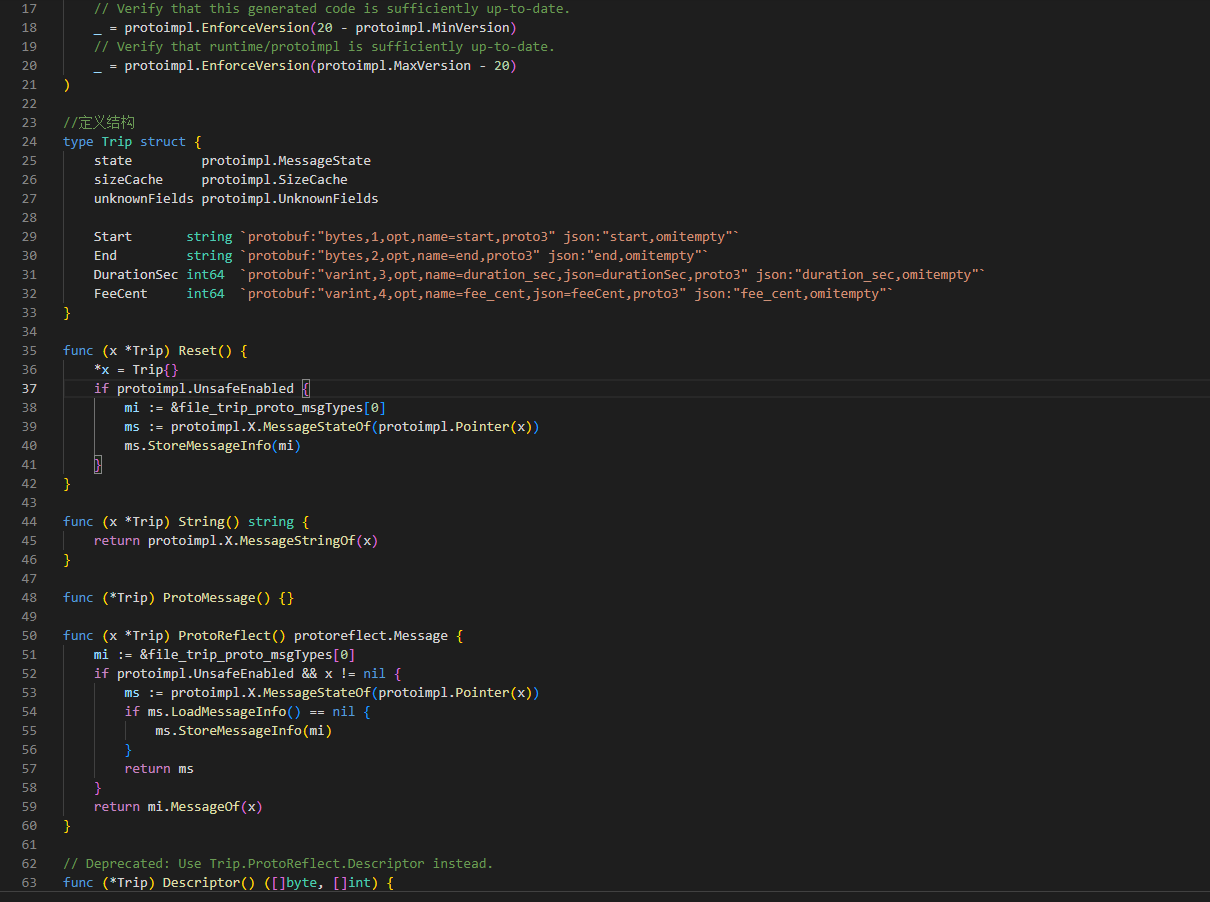 17 // Verify that this generated code is sufficiently up-to-date.
18 _ = protoimpl.EnforceVersion(20 - protoimpl.MinVersion)
19 // Verify that runtime/protoimpl is sufficiently up-to-date.
20 _ = protoimpl.EnforceVersion(protoimpl.MaxVersion - 20)
21 )
22
23 //定义结构
24 type Trip struct {
25 state protoimpl.MessageState
26 sizeCache protoimpl.SizeCache
27 unknownFields protoimpl.UnknownFields
28
29 Start string `protobuf:"bytes,1,opt,name=start,proto3" json:"start,omitempty"`
30 End string `protobuf:"bytes,2,opt,name=end,proto3" json:"end,omitempty"`
31 DurationSec int64 `protobuf:"varint,3,opt,name=duration_sec,json=durationSec,proto3" json:"duration_sec,omitempty"`
32 FeeCent int64 `protobuf:"varint,4,opt,name=fee_cent,json=feeCent,proto3" json:"fee_cent,omitempty"`
33 }
34
35 func (x *Trip) Reset() {
36 *x = Trip{}
37 if protoimpl.UnsafeEnabled {
38 mi := &file_trip_proto_msgTypes[0]
39 ms := protoimpl.X.MessageStateOf(protoimpl.Pointer(x))
40 ms.StoreMessageInfo(mi)
41 }
42 }
43
44 func (x *Trip) String() string {
45 return protoimpl.X.MessageStringOf(x)
46 }
47
48 func (*Trip) ProtoMessage() {}
49
50 func (x *Trip) ProtoReflect() protoreflect.Message {
51 mi := &file_trip_proto_msgTypes[0]
52 if protoimpl.UnsafeEnabled && x != nil {
53 ms := protoimpl.X.MessageStateOf(protoimpl.Pointer(x))
54 if ms.LoadMessageInfo() == nil {
55 ms.StoreMessageInfo(mi)
56 }
57 return ms
58 }
59 return mi.MessageOf(x)
60 }
61
62 // Deprecated: Use Trip.ProtoReflect.Descriptor instead.
63 func (*Trip) Descriptor() ([]byte, []int) {